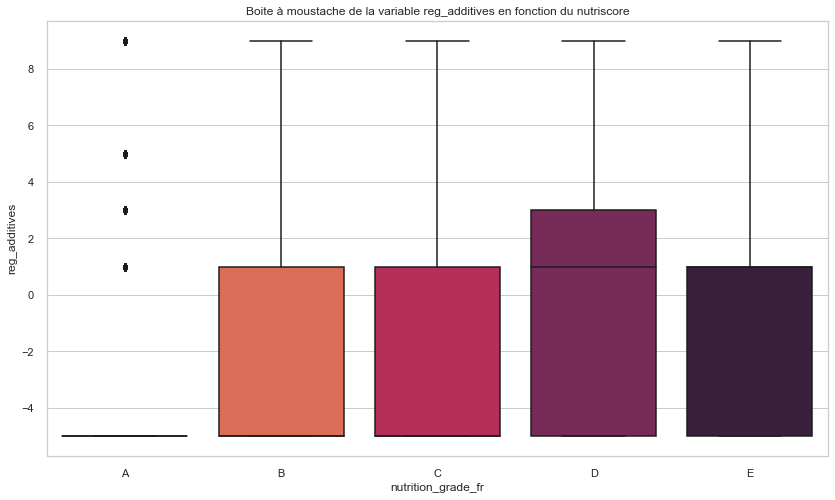 Boite à moustache de la variable reg_additives en fonction du nutriscore
8
6
4
2
0
−2
−4
reg_additives
A B C D E
nutrition_grade_fr